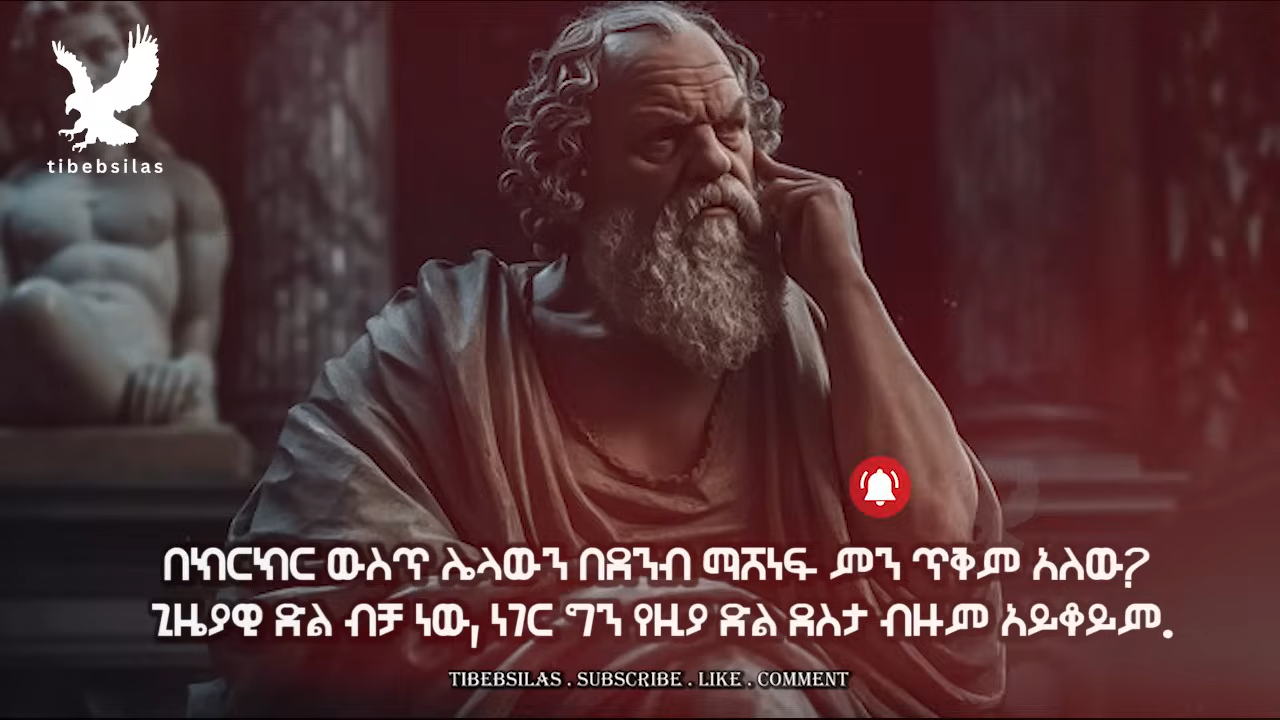 tibebsilas
በክርክር ውስጥ ሌላውን በደንብ ማሸነፍ ምን ጥቅም አለው?
ጊዜያዊ ድል ብቻ ነው, ነገር ግን የዚያ ድል ደስታ ብዙም አይቆይም.
TIBEBSILAS . SUBSCRIBE . LIKE . COMMENT